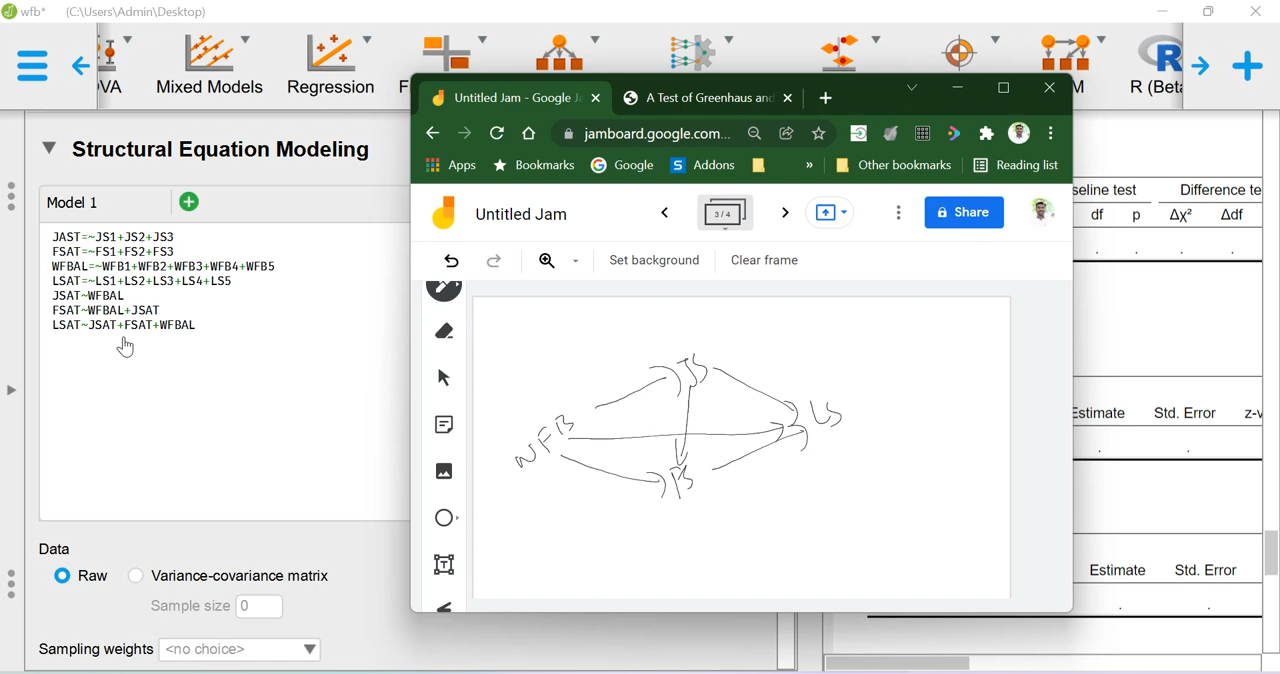 wfb* (C:\Users\Admin\Desktop)
VA Mixed Models Regression F M R (Beta
Untitled Jam - Google Ja A Test of Greenhaus and
jamboard.google.com...
Apps Bookmarks Google S Addons » Other bookmarks Reading list
Structural Equation Modeling
Model 1
JAST=~JS1+JS2+JS3
FSAT=~FS1+FS2+FS3
WFBAL=~WFB1+WFB2+WFB3+WFB4+WFB5
LSAT=~LS1+LS2+LS3+LS4+LS5
JSAT~WFBAL
FSAT~WFBAL+JSAT
LSAT~JSAT+FSAT+WFBAL
Data
Raw Variance-covariance matrix
Sample size 0
Sampling weights <no choice>
Untitled Jam 3 / 4 Share
Set background Clear frame
JS
WFB LS
FS
seline test Difference te
df p Δχ² Δdf
. . . .
Estimate Std. Error z-v
. .
Estimate Std. Error
. .